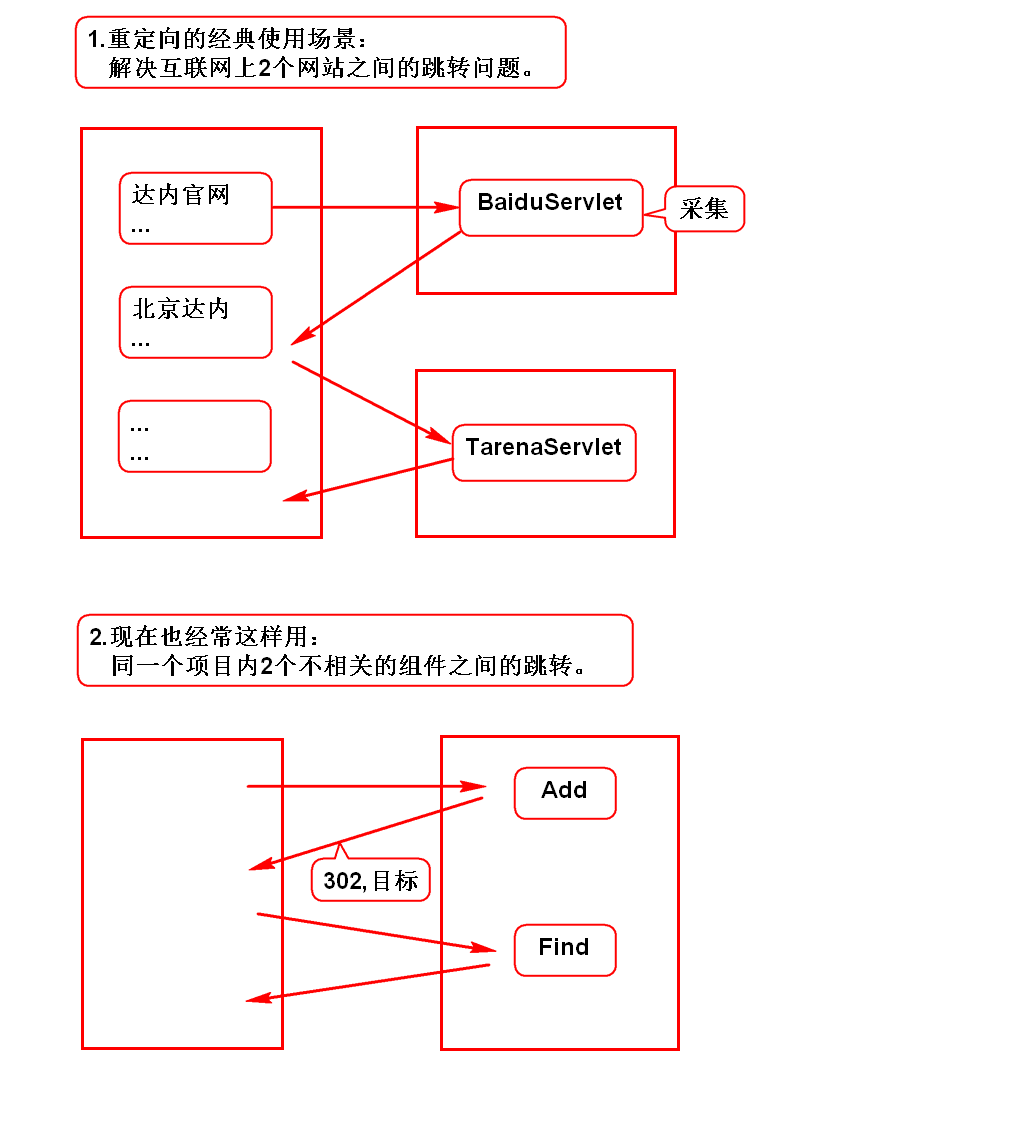 1.重定向的经典使用场景：
解决互联网上2个网站之间的跳转问题。
达内官网
...
BaiduServlet
采集
北京达内
...
...
...
TarenaServlet
2.现在也经常这样用：
同一个项目内2个不相关的组件之间的跳转。
Add
302,目标
Find